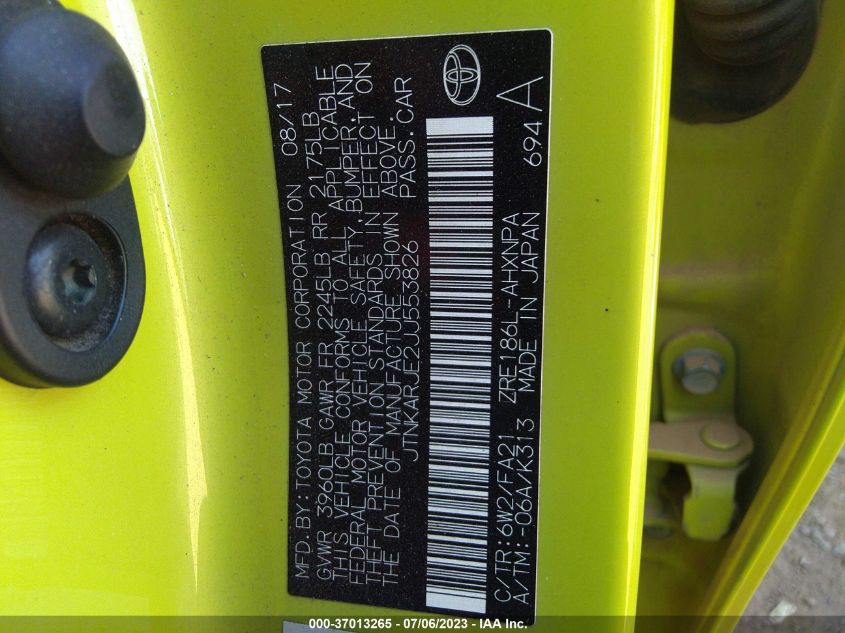 MFD. BY: TOYOTA MOTOR CORPORATION 08/17
GVWR 3960LB GAWR FR 2245LB RR 2175LB
THIS VEHICLE CONFORMS TO ALL APPLICABLE
FEDERAL MOTOR VEHICLE SAFETY, BUMPER, AND
THEFT PREVENTION STANDARDS IN EFFECT ON
THE DATE OF MANUFACTURE SHOWN ABOVE.
JTNKARJE2JJ553826 PASS. CAR
C/TR: 6W2/FA21 ZRE186L-AHXNPA 694 A
A/TM: -06A/K313 MADE IN JAPAN
000-37013265 - 07/06/2023 - IAA Inc.